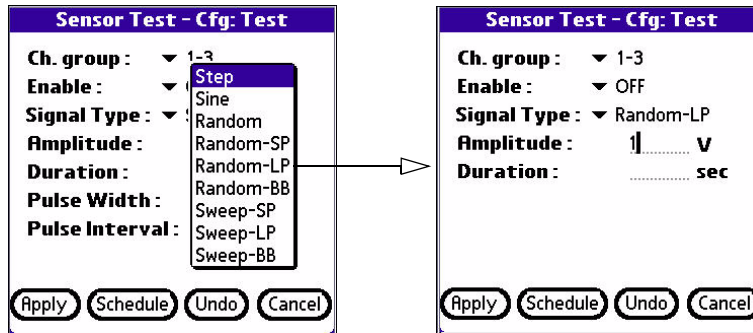 Sensor Test - Cfg: Test
Ch. group : 1-3
Enable :
Signal Type :
Amplitude :
Duration :
Pulse Width :
Pulse Interval :
Step
Sine
Random
Random-SP
Random-LP
Random-BB
Sweep-SP
Sweep-LP
Sweep-BB
Apply Schedule Undo Cancel
Sensor Test - Cfg: Test
Ch. group : 1-3
Enable : OFF
Signal Type : Random-LP
Amplitude : 1 V
Duration : sec
Apply Schedule Undo Cancel